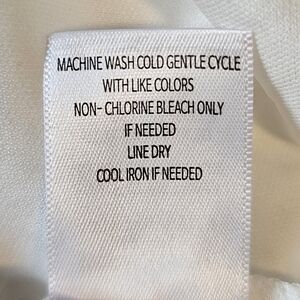 MACHINE WASH COLD GENTLE CYCLE
WITH LIKE COLORS
NON- CHLORINE BLEACH ONLY
IF NEEDED
LINE DRY
COOL IRON IF NEEDED